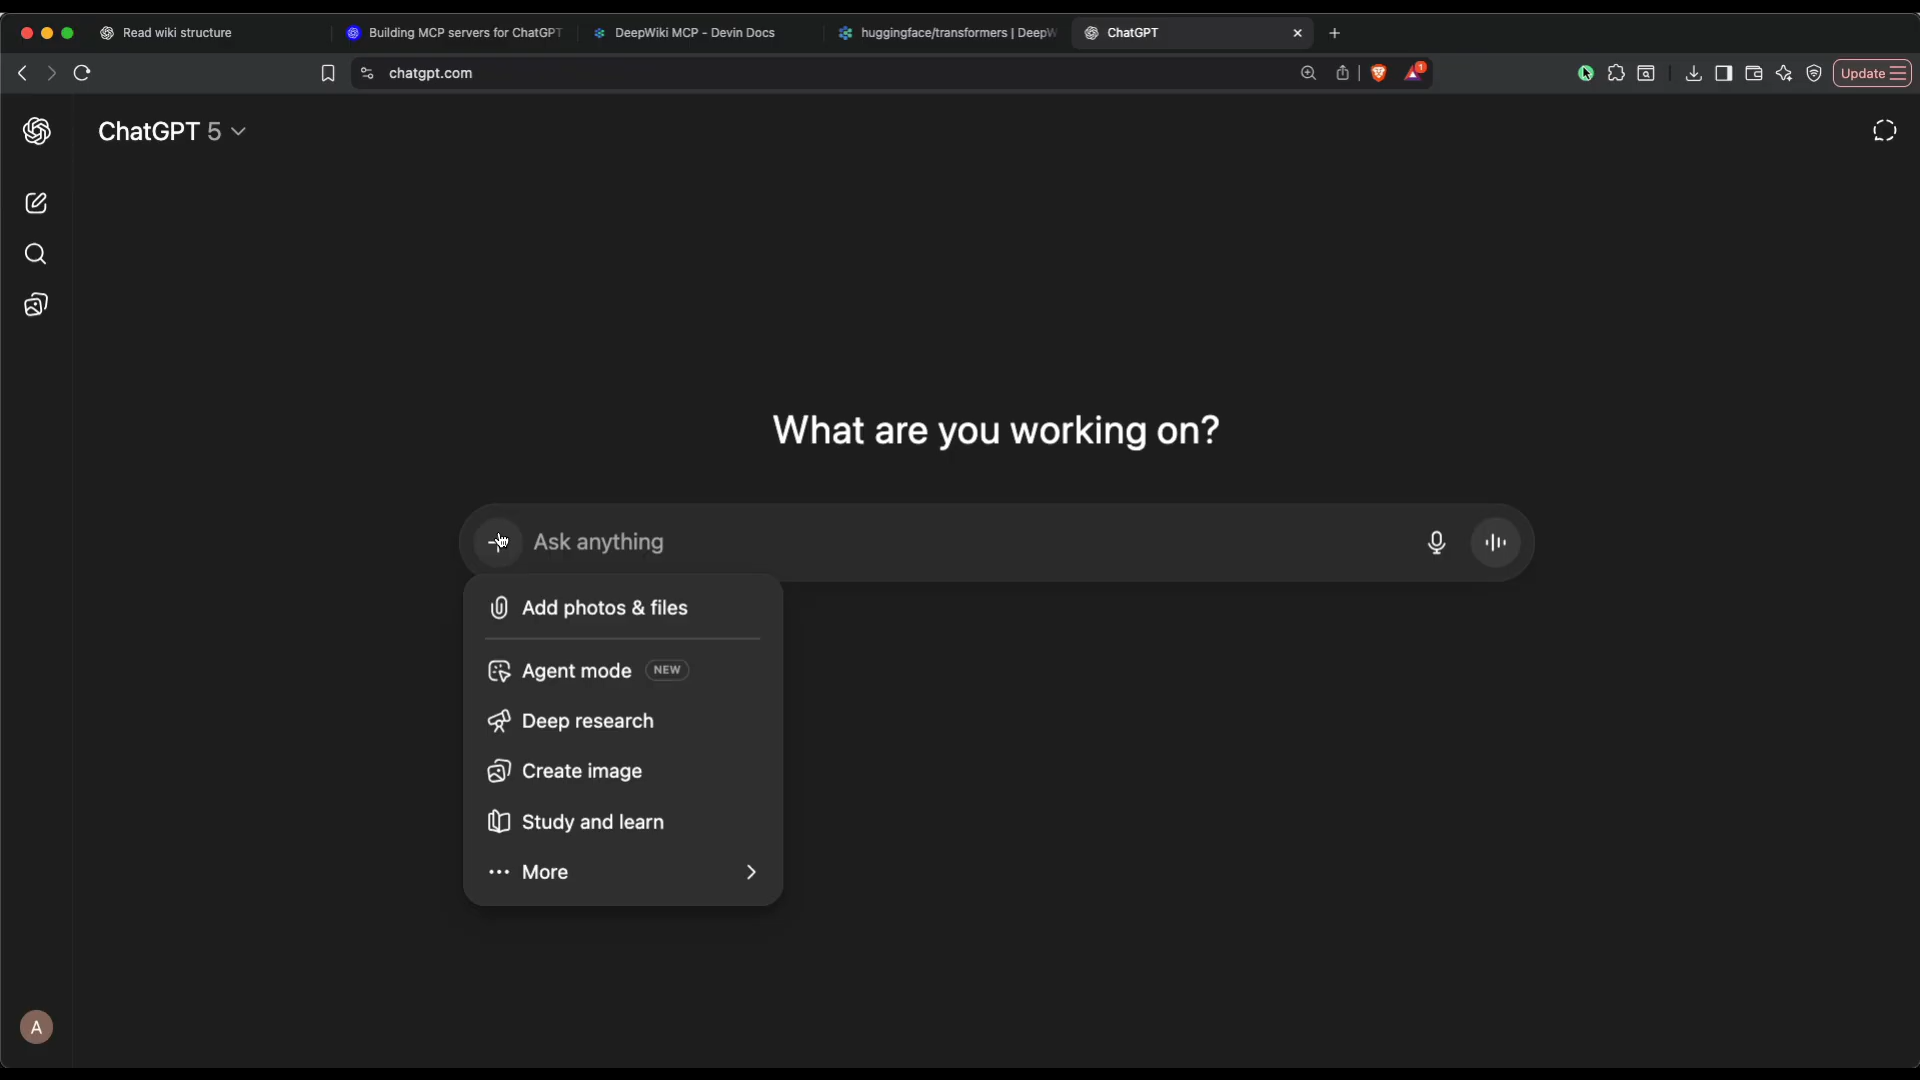 Read wiki structure
Building MCP servers for ChatGPT
DeepWiki MCP - Devin Docs
huggingface/transformers | DeepW
ChatGPT
chatgpt.com
1
Update
ChatGPT 5
What are you working on?
Ask anything
Add photos & files
Agent mode NEW
Deep research
Create image
Study and learn
More
A